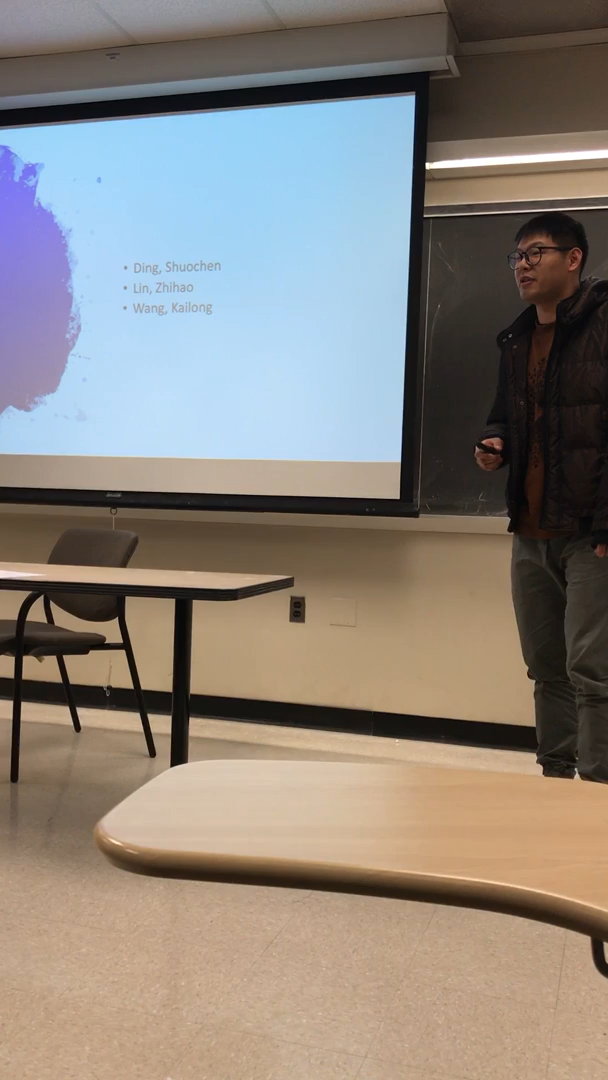 • Ding, Shuochen
• Lin, Zhihao
• Wang, Kailong